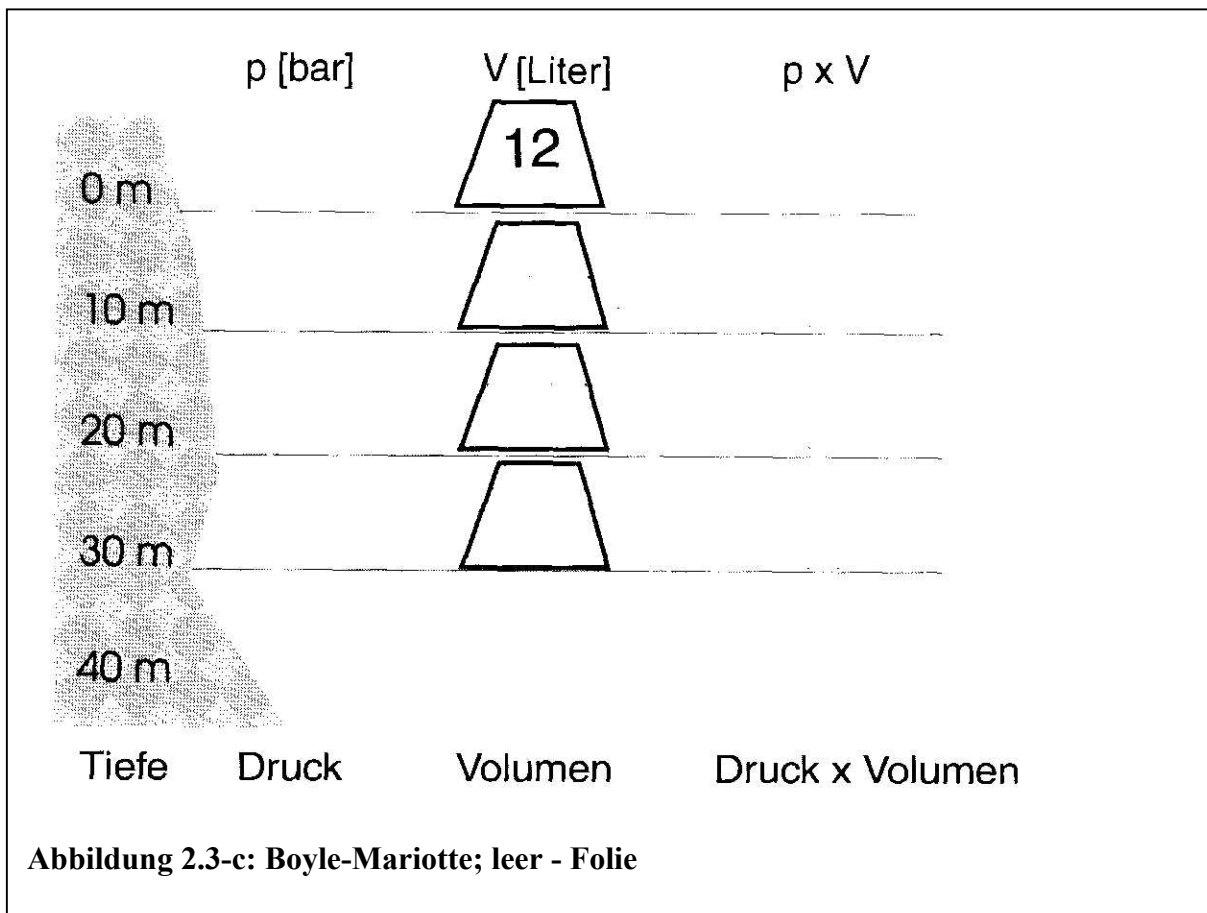 p [bar] V [Liter] p x V
12
0 m
10 m
20 m
30 m
40 m
Tiefe Druck Volumen Druck x Volumen
Abbildung 2.3-c: Boyle-Mariotte; leer - Folie